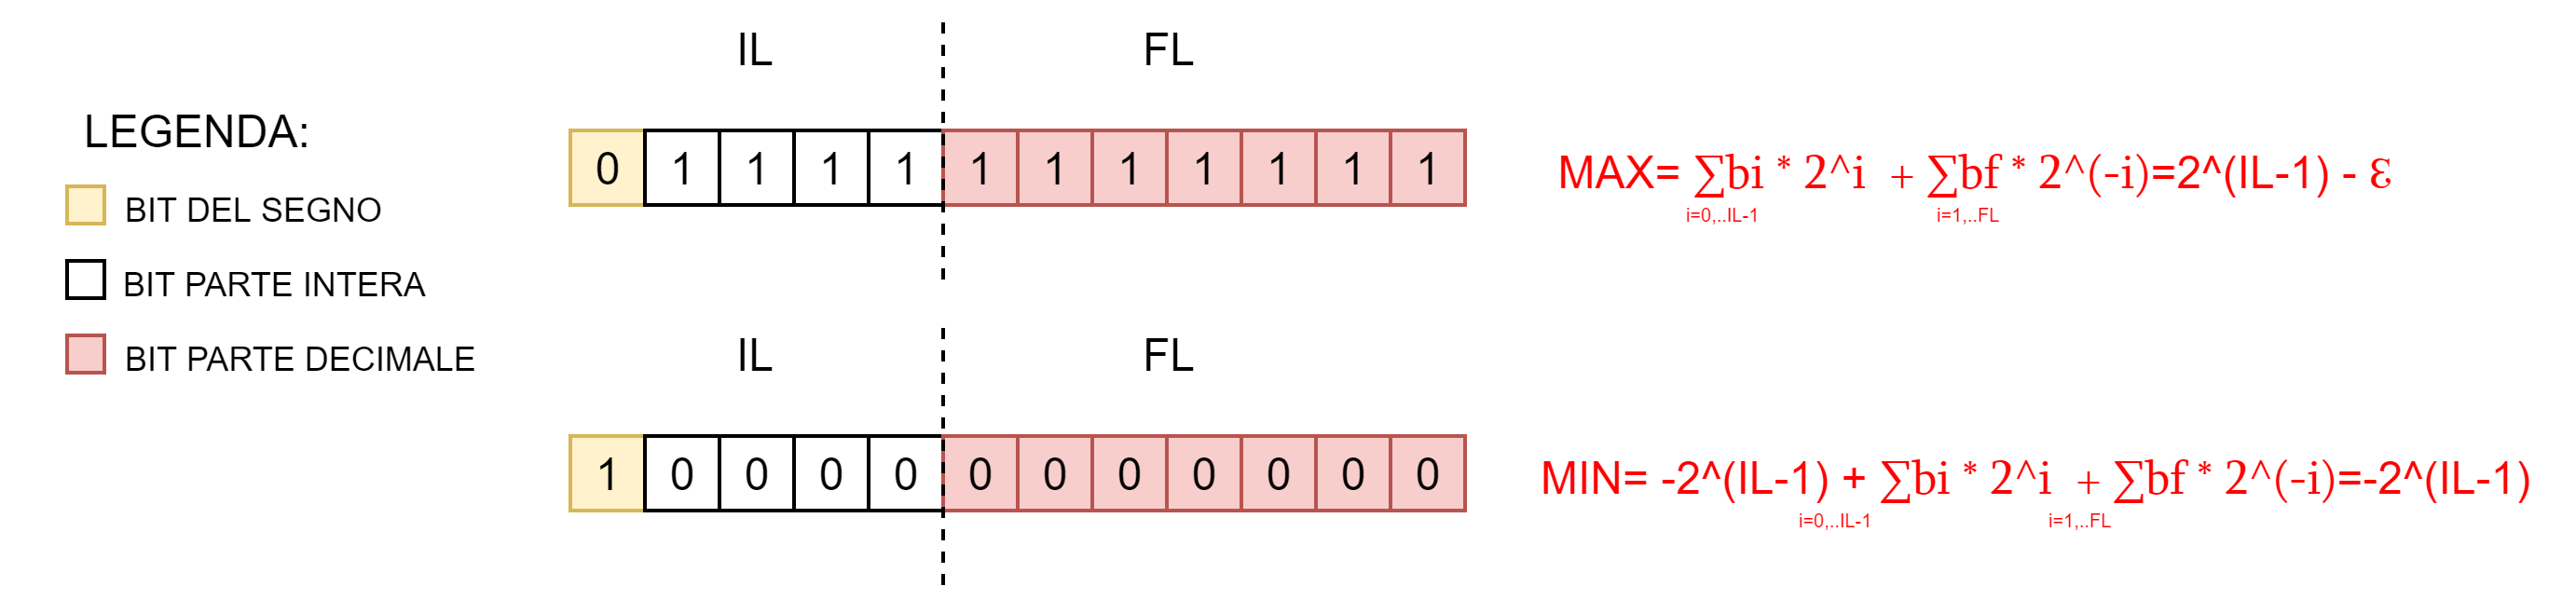 IL FL
LEGENDA:
0 1 1 1 1 1 1 1 1 1 1 1
MAX= ∑bi * 2^i + ∑bf * 2^(-i)=2^(IL-1) - ε
i=0,..IL-1 i=1,..FL
BIT DEL SEGNO
BIT PARTE INTERA
IL FL
BIT PARTE DECIMALE
1 0 0 0 0 0 0 0 0 0 0 0
MIN= -2^(IL-1) + ∑bi * 2^i + ∑bf * 2^(-i)=-2^(IL-1)
i=0,..IL-1 i=1,..FL